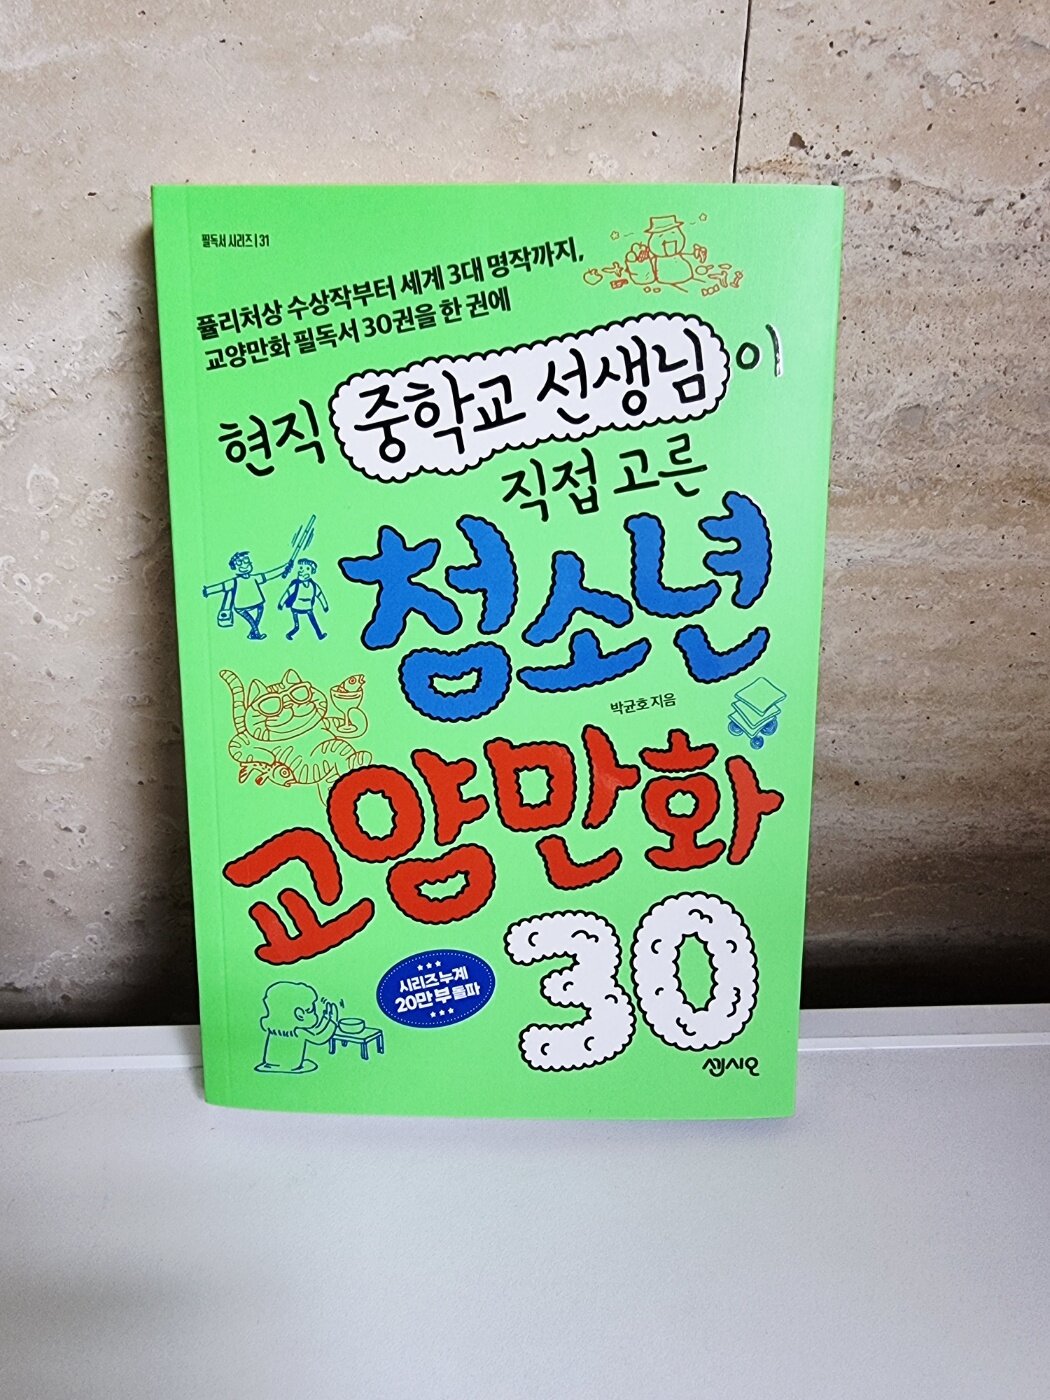 필독서 시리즈 | 31
퓰리처상 수상작부터 세계 3대 명작까지,
교양만화 필독서 30권을 한 권에
현직 중학교 선생님이
직접 고른
청소년
박균호 지음
교양만화
시리즈 누계
20만 부 돌파
30
센시오